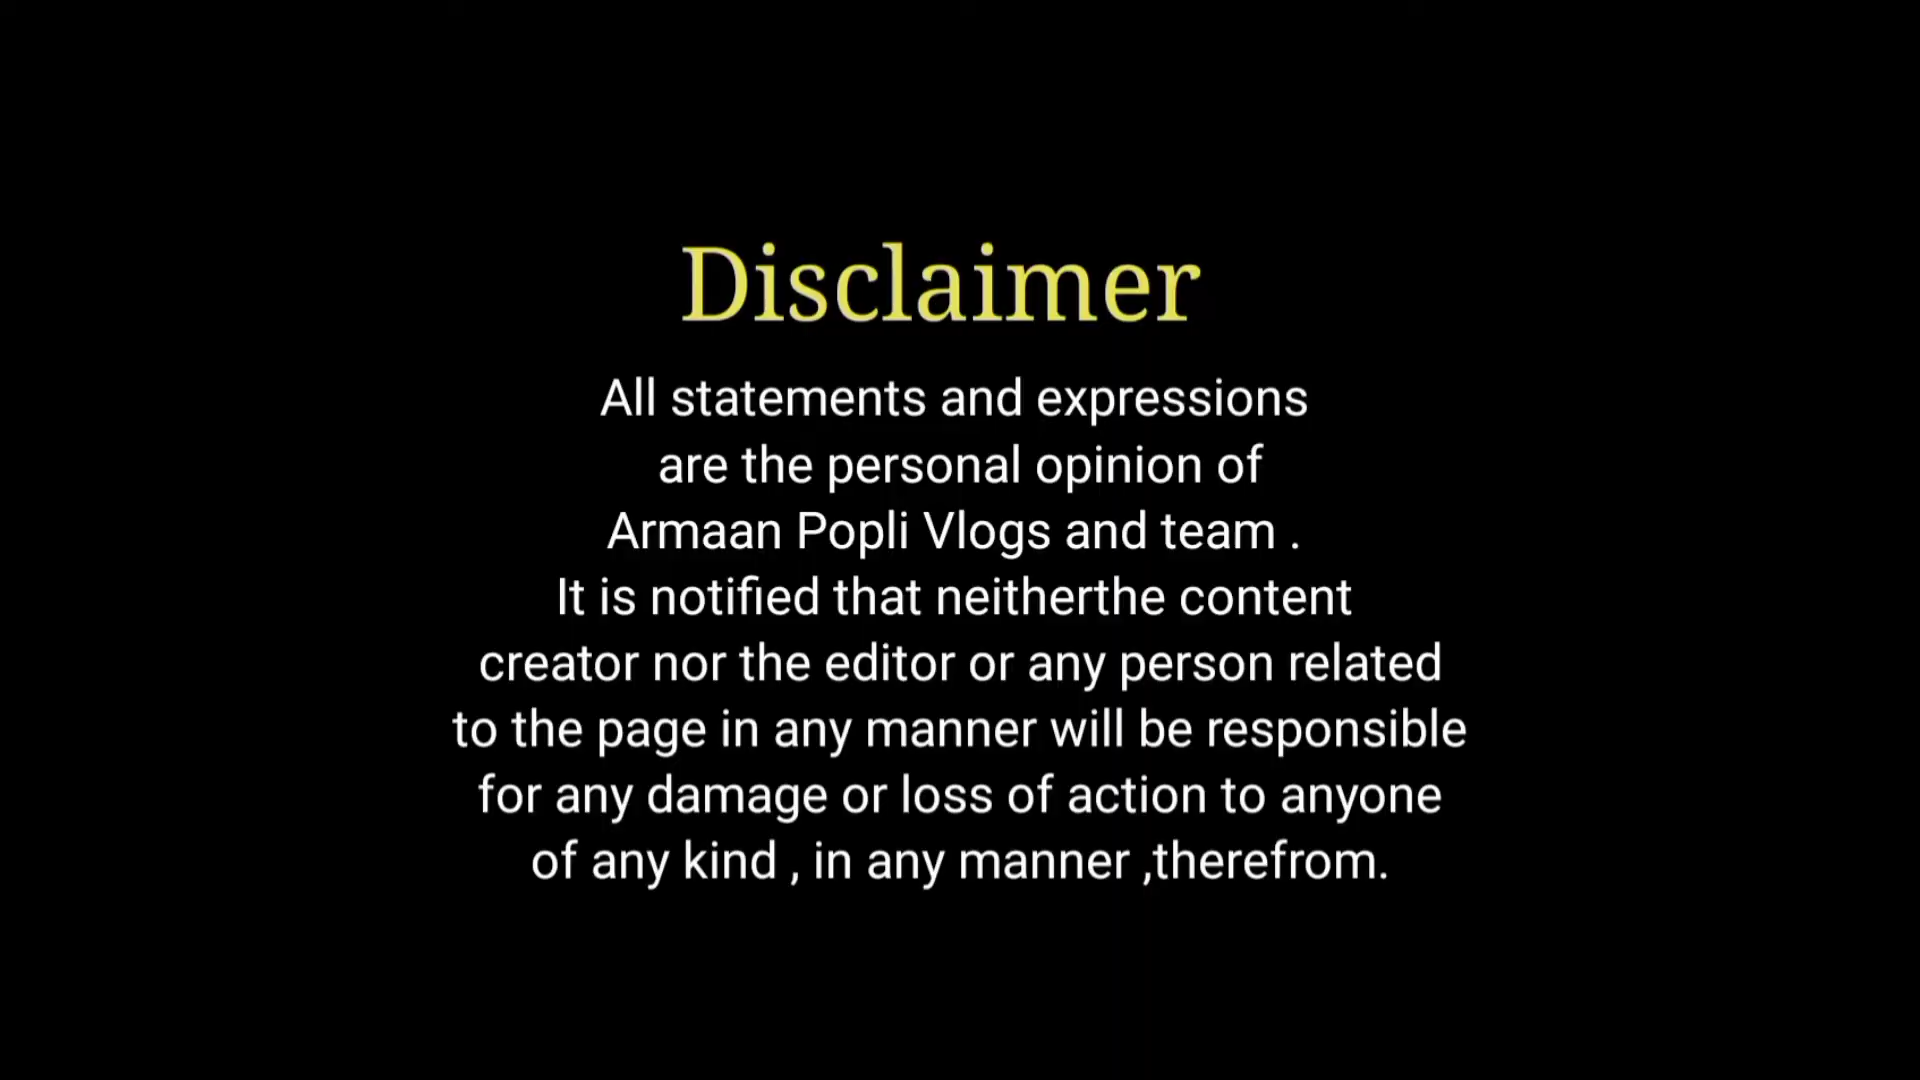 Disclaimer
All statements and expressions
are the personal opinion of
Armaan Popli Vlogs and team .
It is notified that neitherthe content
creator nor the editor or any person related
to the page in any manner will be responsible
for any damage or loss of action to anyone
of any kind , in any manner ,therefrom.